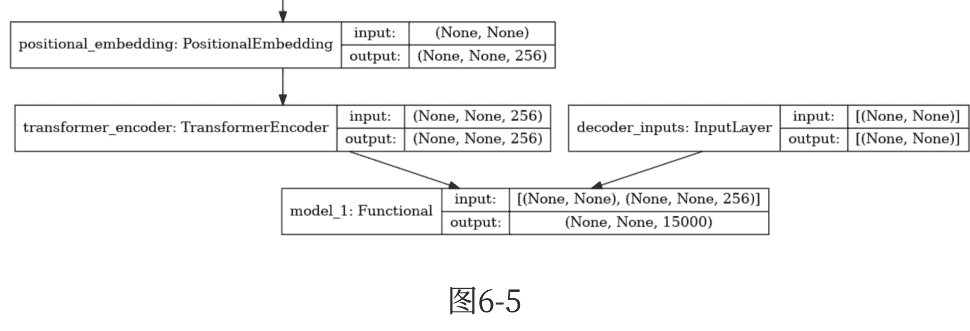 positional_embedding: PositionalEmbedding input: (None, None)
output: (None, None, 256)
transformer_encoder: TransformerEncoder input: (None, None, 256)
output: (None, None, 256)
decoder_inputs: InputLayer input: [(None, None)]
output: [(None, None)]
model_1: Functional input: [(None, None), (None, None, 256)]
output: (None, None, 15000)
图6-5